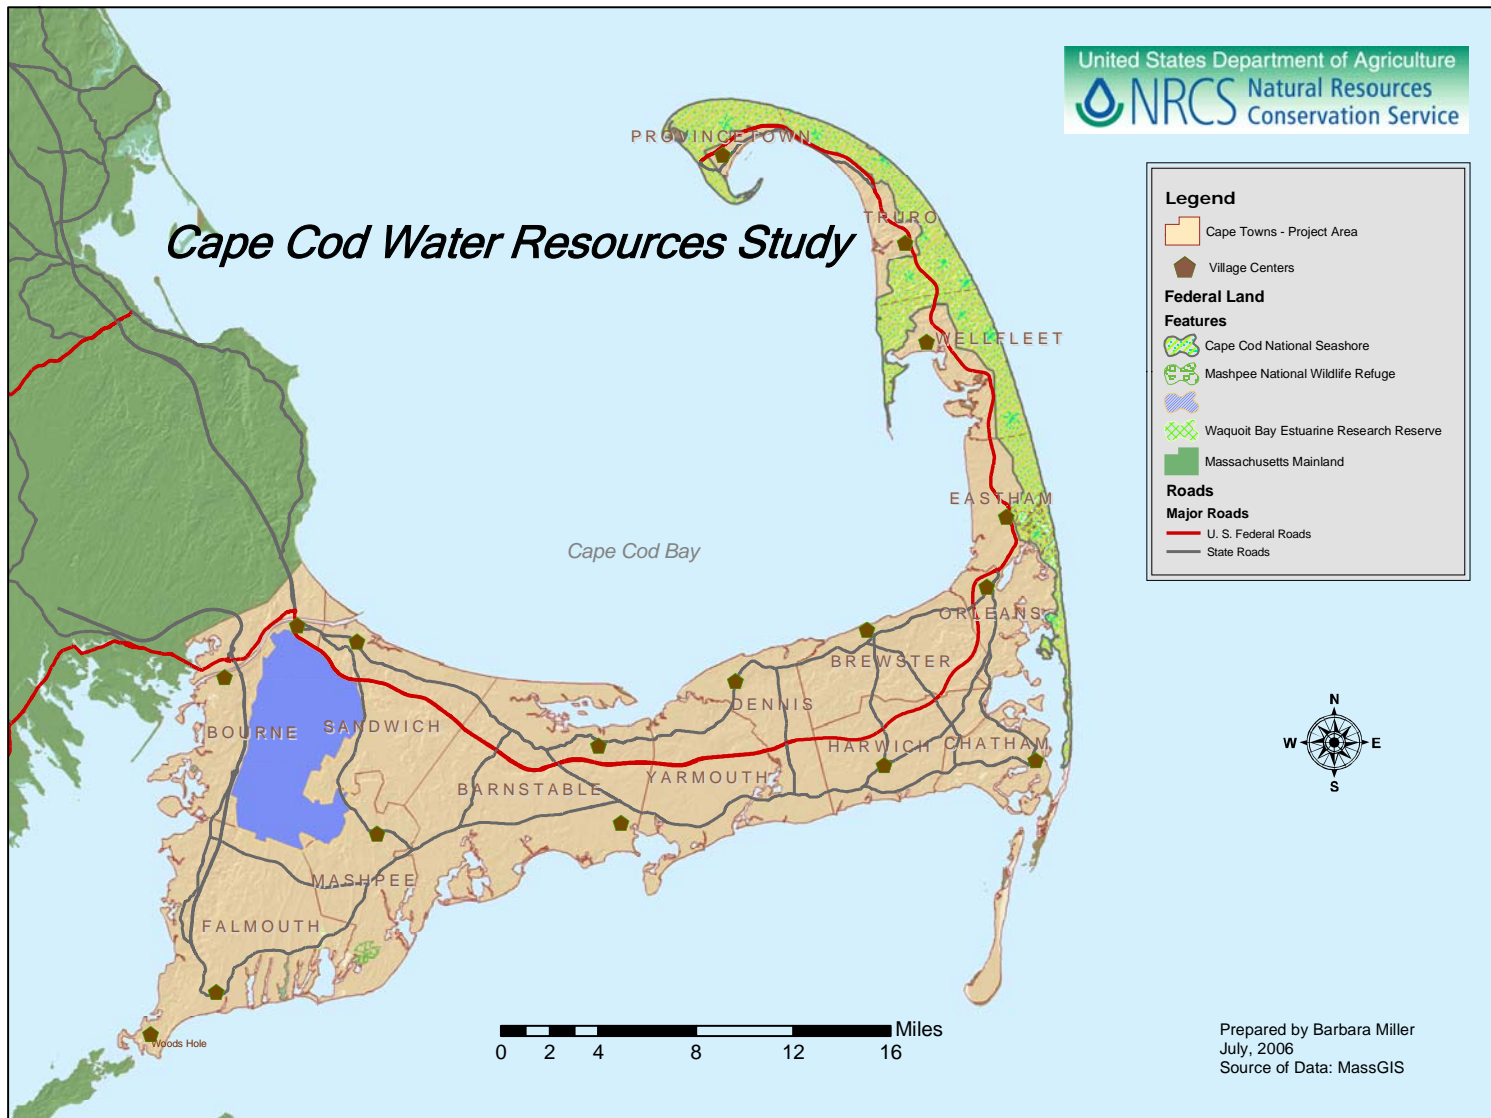 United States Department of Agriculture
NRCS Natural Resources
Conservation Service
PROVINCETOWN
Legend
Cape Towns - Project Area
TRURO
Cape Cod Water Resources Study
Village Centers
Federal Land
Features
WELLFLEET
Cape Cod National Seashore
Mashpee National Wildlife Refuge
Waquoit Bay Estuarine Research Reserve
Massachusetts Mainland
Roads
EASTHAM
Major Roads
U. S. Federal Roads
State Roads
Cape Cod Bay
ORLEANS
BREWSTER
DENNIS
BOURNE
SANDWICH
HARWICH
CHATHAM
N
W E
S
BARNSTABLE
YARMOUTH
MASHPEE
FALMOUTH
Woods Hole
Miles
0 2 4 8 12 16
Prepared by Barbara Miller
July, 2006
Source of Data: MassGIS